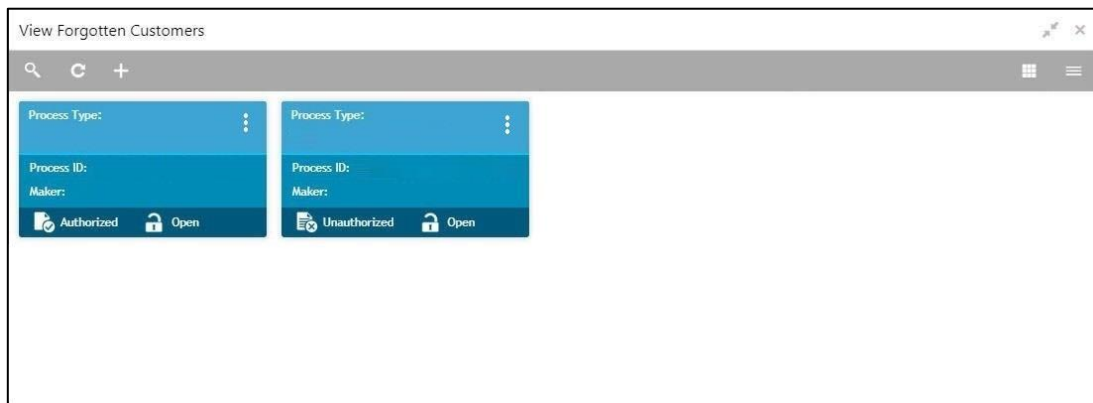 View Forgotten Customers
Process Type:
Process ID:
Maker:
Authorized Open
Process Type:
Process ID:
Maker:
Unauthorized Open